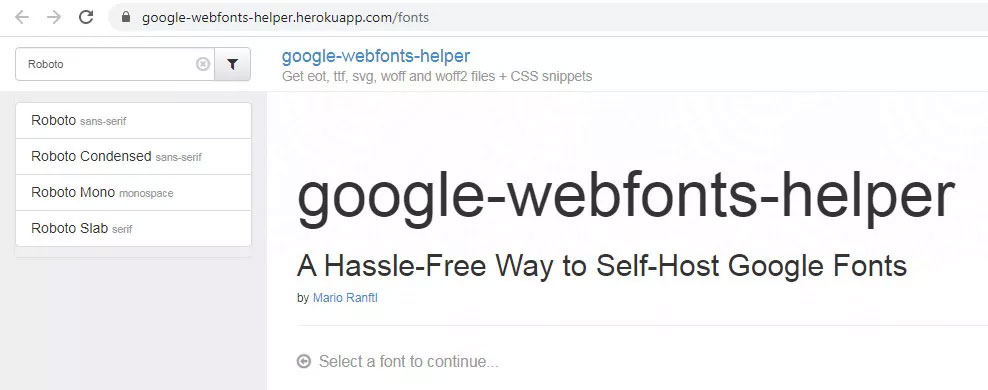 google-webfonts-helper.herokuapp.com/fonts
Roboto
google-webfonts-helper
Get eot, ttf, svg, woff and woff2 files + CSS snippets
Roboto sans-serif
Roboto Condensed sans-serif
Roboto Mono monospace
Roboto Slab serif
google-webfonts-helper
A Hassle-Free Way to Self-Host Google Fonts
by Mario Ranftl
Select a font to continue...